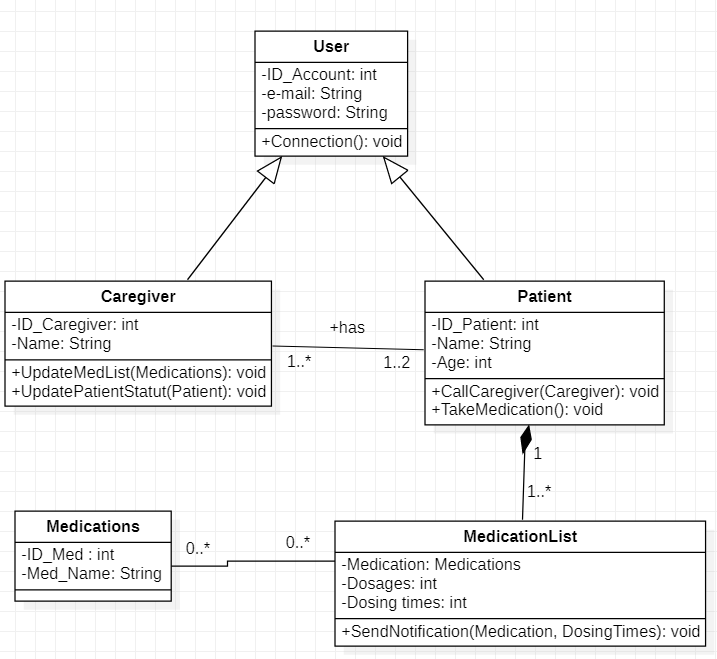 User
-ID_Account: int
-e-mail: String
-password: String
+Connection(): void
Caregiver
-ID_Caregiver: int
-Name: String
+UpdateMedList(Medications): void
+UpdatePatientStatut(Patient): void
+has
1..*
1..2
Patient
-ID_Patient: int
-Name: String
-Age: int
+CallCaregiver(Caregiver): void
+TakeMedication(): void
1
1..*
Medications
-ID_Med : int
-Med_Name: String
0..*
0..*
MedicationList
-Medication: Medications
-Dosages: int
-Dosing times: int
+SendNotification(Medication, DosingTimes): void